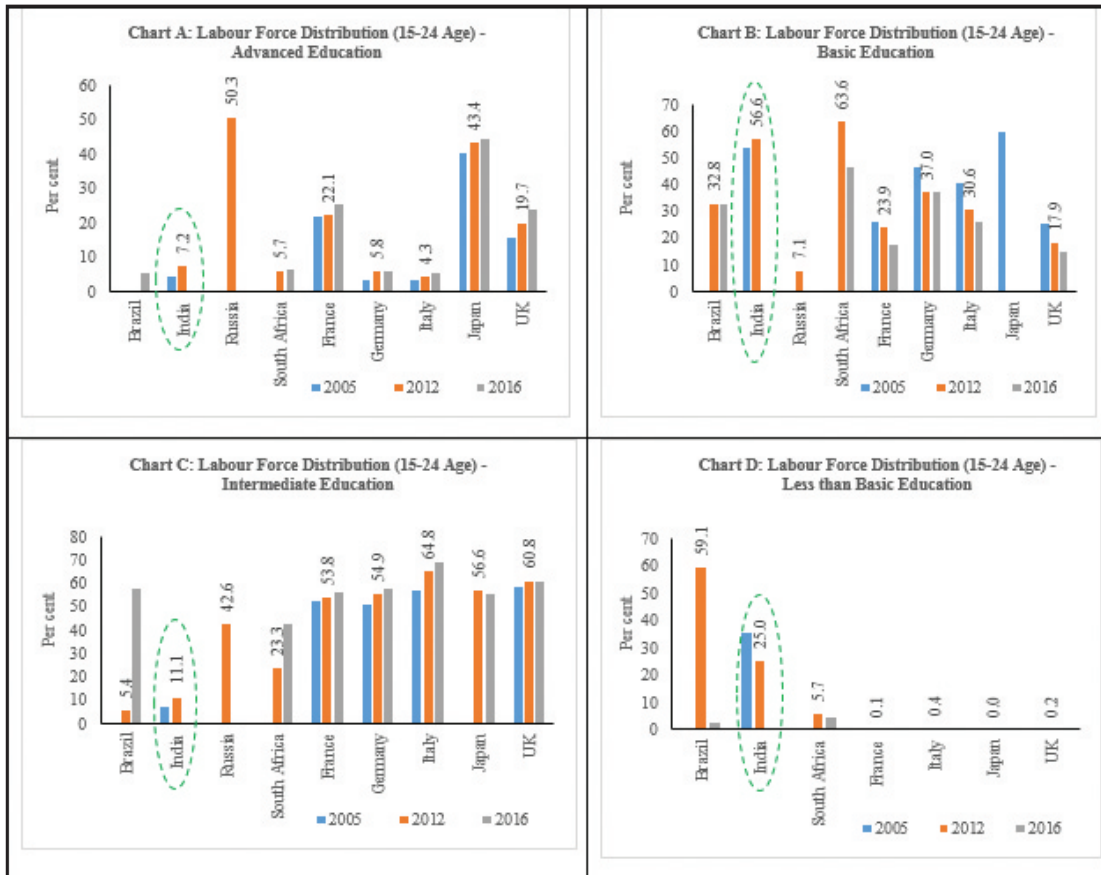 Chart A: Labour Force Distribution (15-24 Age) -
Advanced Education
Per cent
60
50
40
30
20
10
0
7.2
50.3
5.7
22.1
5.8
4.3
43.4
19.7
Brazil
India
Russia
South Africa
France
Germany
Italy
Japan
UK
2005 2012 2016
Chart B: Labour Force Distribution (15-24 Age) -
Basic Education
Per cent
70
60
50
40
30
20
10
0
32.8
56.6
7.1
63.6
23.9
37.0
30.6
17.9
Brazil
India
Russia
South Africa
France
Germany
Italy
Japan
UK
2005 2012 2016
Chart C: Labour Force Distribution (15-24 Age) -
Intermediate Education
Per cent
80
70
60
50
40
30
20
10
0
5.4
11.1
42.6
23.3
53.8
54.9
64.8
56.6
60.8
Brazil
India
Russia
South Africa
France
Germany
Italy
Japan
UK
2005 2012 2016
Chart D: Labour Force Distribution (15-24 Age) -
Less than Basic Education
Per cent
70
60
50
40
30
20
10
0
59.1
25.0
5.7
0.1
0.4
0.0
0.2
Brazil
India
South Africa
France
Italy
Japan
UK
2005 2012 2016